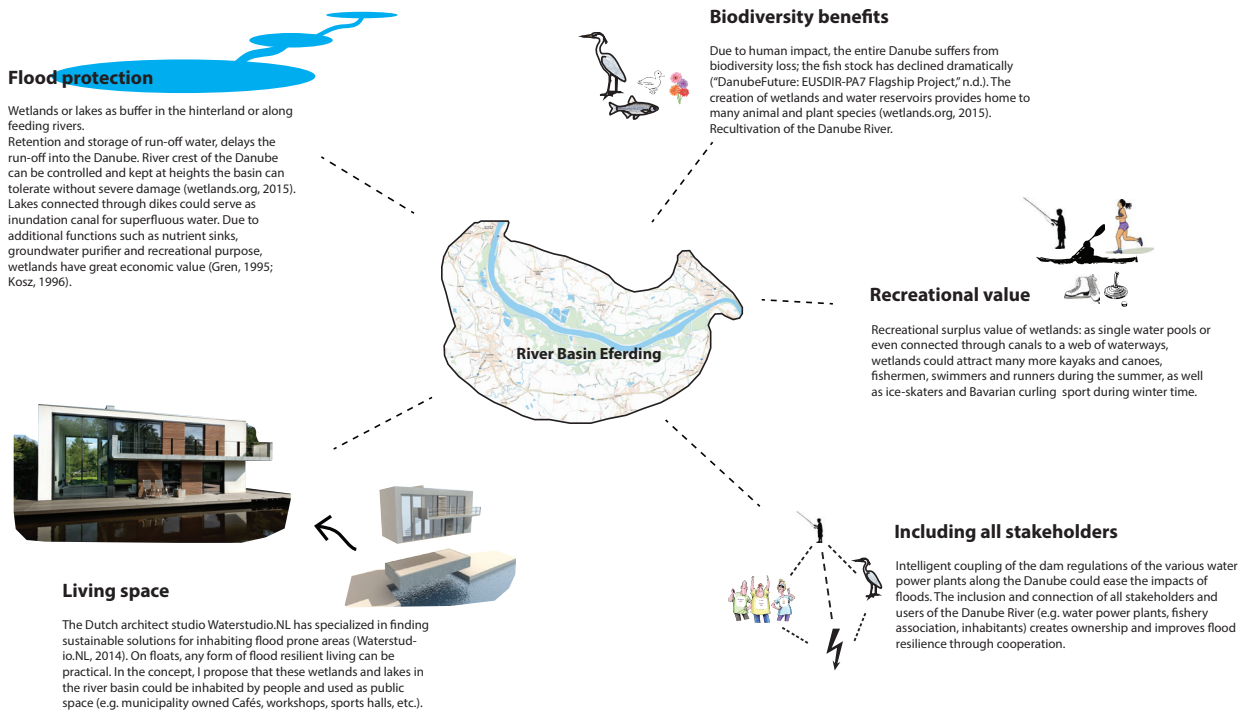 Flood protection
Wetlands or lakes as buffer in the hinterland or along
feeding rivers.
Retention and storage of run-off water, delays the
run-off into the Danube. River crest of the Danube
can be controlled and kept at heights the basin can
tolerate without severe damage (wetlands.org, 2015).
Lakes connected through dikes could serve as
inundation canal for superfluous water. Due to
additional functions such as nutrient sinks,
groundwater purifier and recreational purpose,
wetlands have great economic value (Gren, 1995;
Kosz, 1996).
Biodiversity benefits
Due to human impact, the entire Danube suffers from
biodiversity loss; the fish stock has declined dramatically
(“DanubeFuture: EUSDIR-PA7 Flagship Project,” n.d.). The
creation of wetlands and water reservoirs provides home to
many animal and plant species (wetlands.org, 2015).
Recultivation of the Danube River.
River Basin Eferding
Recreational value
Recreational surplus value of wetlands: as single water pools or
even connected through canals to a web of waterways,
wetlands could attract many more kayaks and canoes,
fishermen, swimmers and runners during the summer, as well
as ice-skaters and Bavarian curling sport during winter time.
Living space
The Dutch architect studio Waterstudio.NL has specialized in finding
sustainable solutions for inhabiting flood prone areas (Waterstud-
io.NL, 2014). On floats, any form of flood resilient living can be
practical. In the concept, I propose that these wetlands and lakes in
the river basin could be inhabited by people and used as public
space (e.g. municipality owned Cafés, workshops, sports halls, etc.).
Including all stakeholders
Intelligent coupling of the dam regulations of the various water
power plants along the Danube could ease the impacts of
floods. The inclusion and connection of all stakeholders and
users of the Danube River (e.g. water power plants, fishery
association, inhabitants) creates ownership and improves flood
resilience through cooperation.